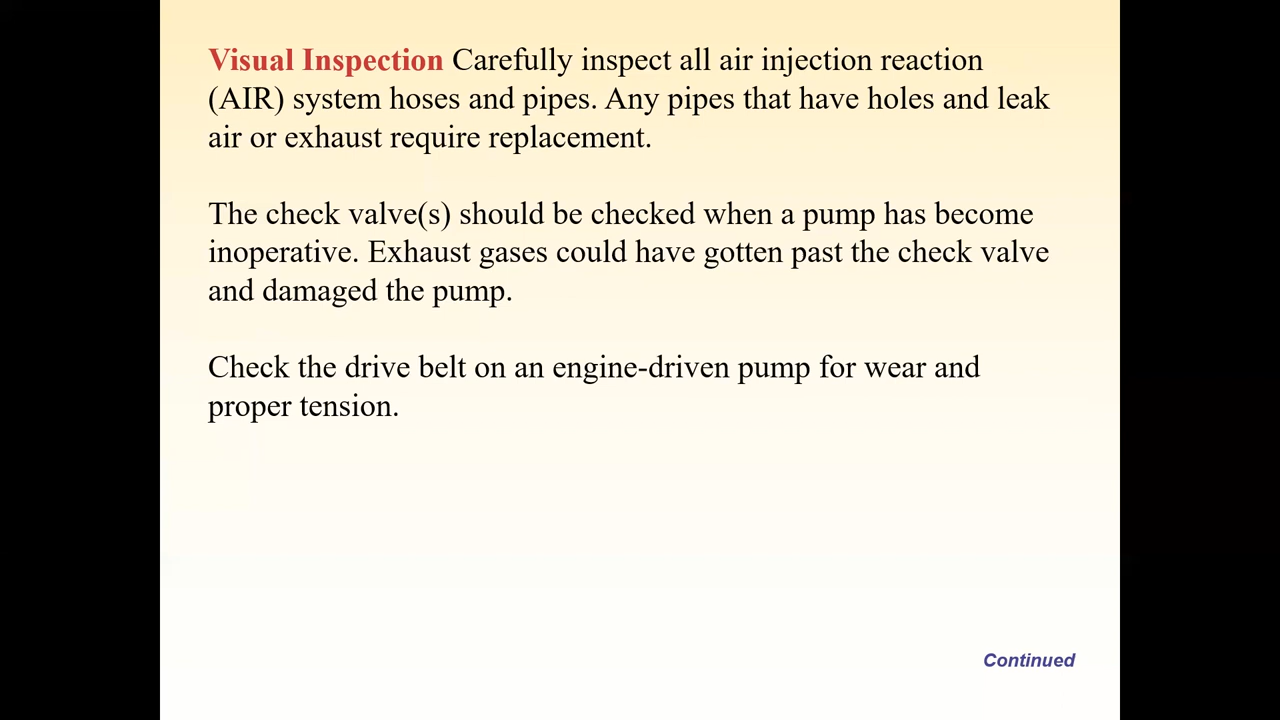 Visual Inspection Carefully inspect all air injection reaction
(AIR) system hoses and pipes. Any pipes that have holes and leak
air or exhaust require replacement.
The check valve(s) should be checked when a pump has become
inoperative. Exhaust gases could have gotten past the check valve
and damaged the pump.
Check the drive belt on an engine-driven pump for wear and
proper tension.
Continued